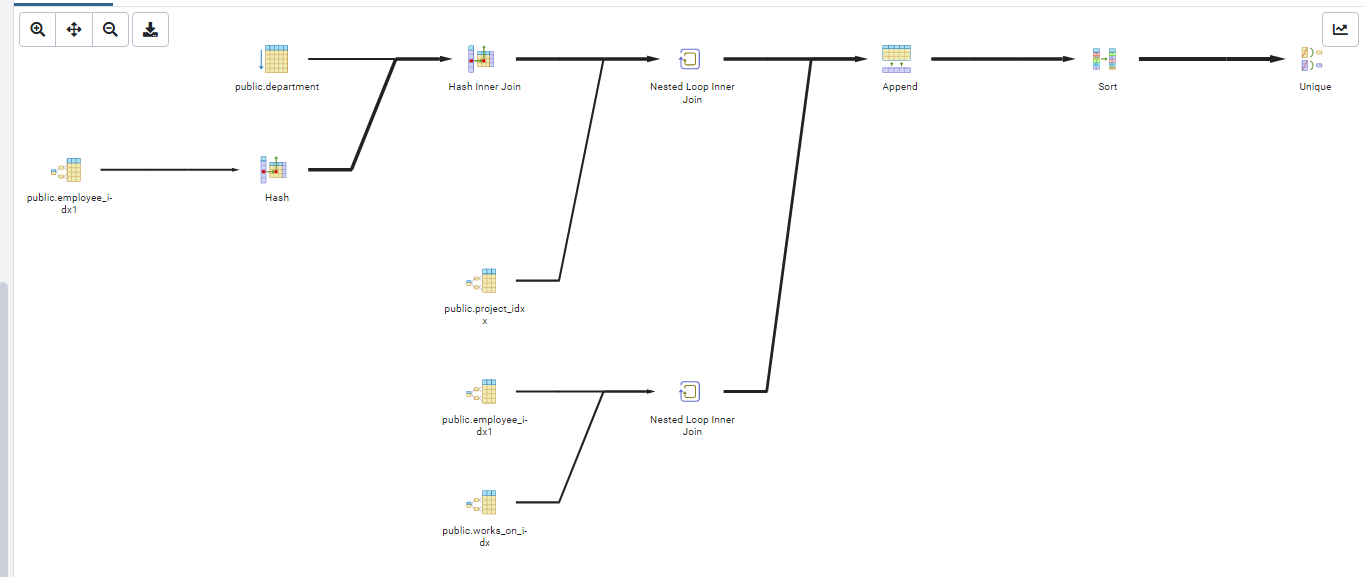 public.department
Hash Inner Join
Nested Loop Inner
Join
Append
Sort
Unique
public.employee_i-
dx1
Hash
public.project_idx
x
public.employee_i-
dx1
Nested Loop Inner
Join
public.works_on_i-
dx